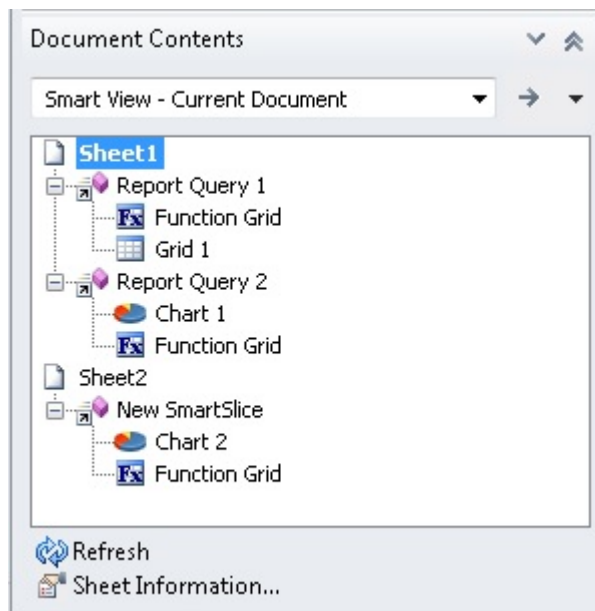 Document Contents
Smart View - Current Document
Sheet1
Report Query 1
Fx Function Grid
Grid 1
Report Query 2
Chart 1
Fx Function Grid
Sheet2
New SmartSlice
Chart 2
Fx Function Grid
Refresh
Sheet Information...